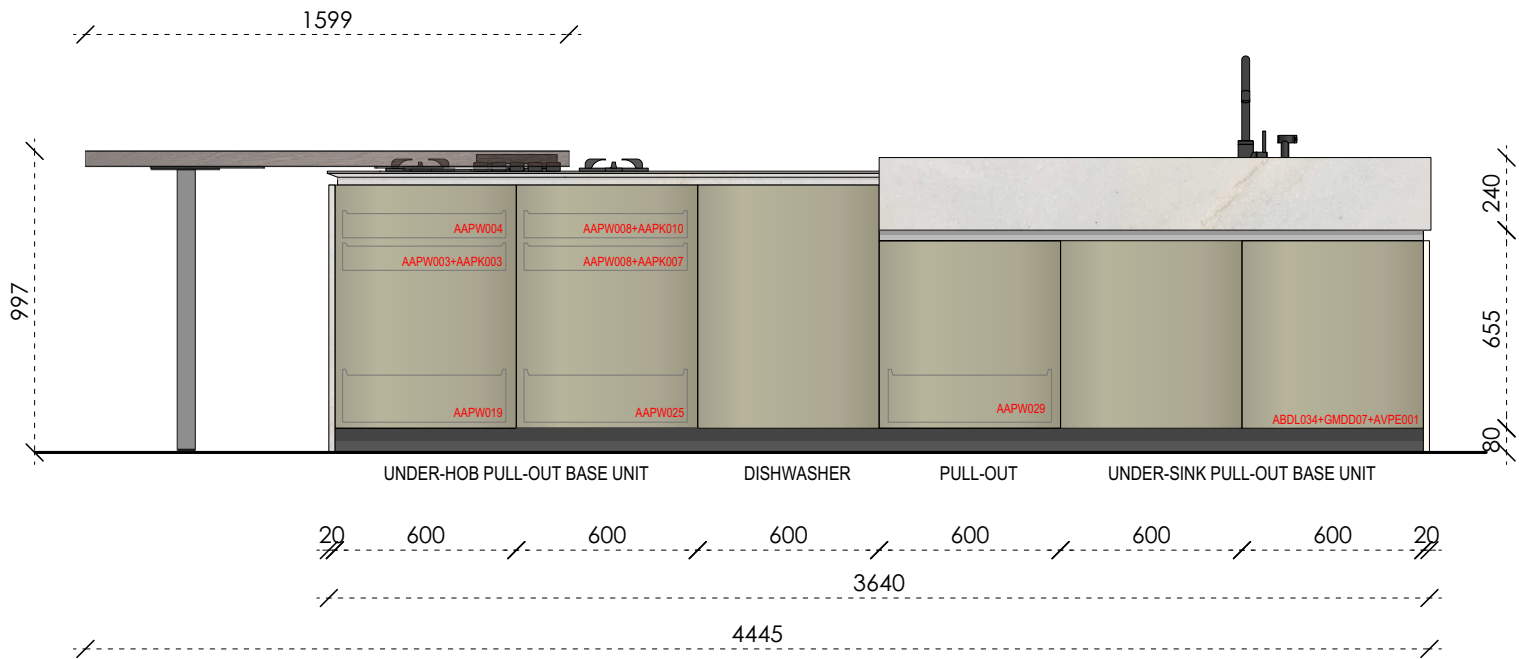 1599
997
240
655
80
AAPW004
AAPW008+AAPK010
AAPW003+AAPK003
AAPW008+AAPK007
AAPW019
AAPW025
AAPW029
ABDL034+GMDD07+AVPE001
UNDER-HOB PULL-OUT BASE UNIT
DISHWASHER
PULL-OUT
UNDER-SINK PULL-OUT BASE UNIT
20 600 600 600 600 600 600 20
3640
4445